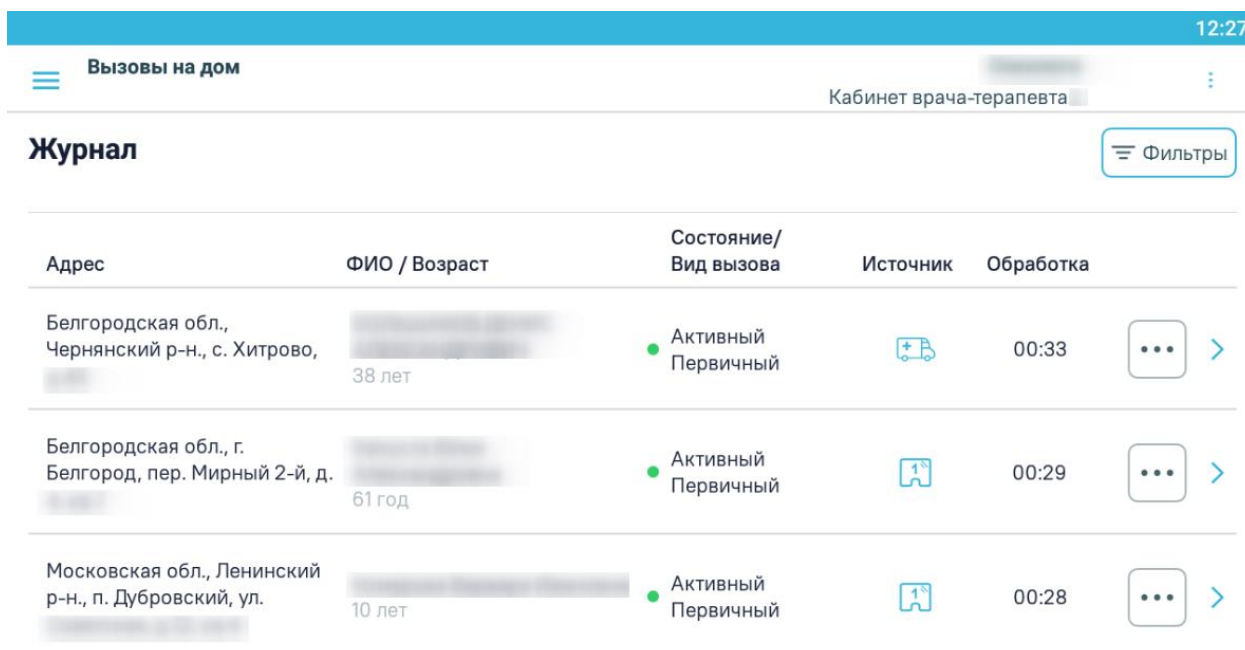 12:27
Вызовы на дом
Кабинет врача-терапевта
Журнал
Фильтры
Адрес
ФИО / Возраст
Состояние/
Вид вызова
Источник
Обработка
Белгородская обл.,
Чернянский р-н., с. Хитрово,
38 лет
Активный
Первичный
00:33
Белгородская обл., г.
Белгород, пер. Мирный 2-й, д.
61 год
Активный
Первичный
1
00:29
Московская обл., Ленинский
р-н., п. Дубровский, ул.
10 лет
Активный
Первичный
1
00:28